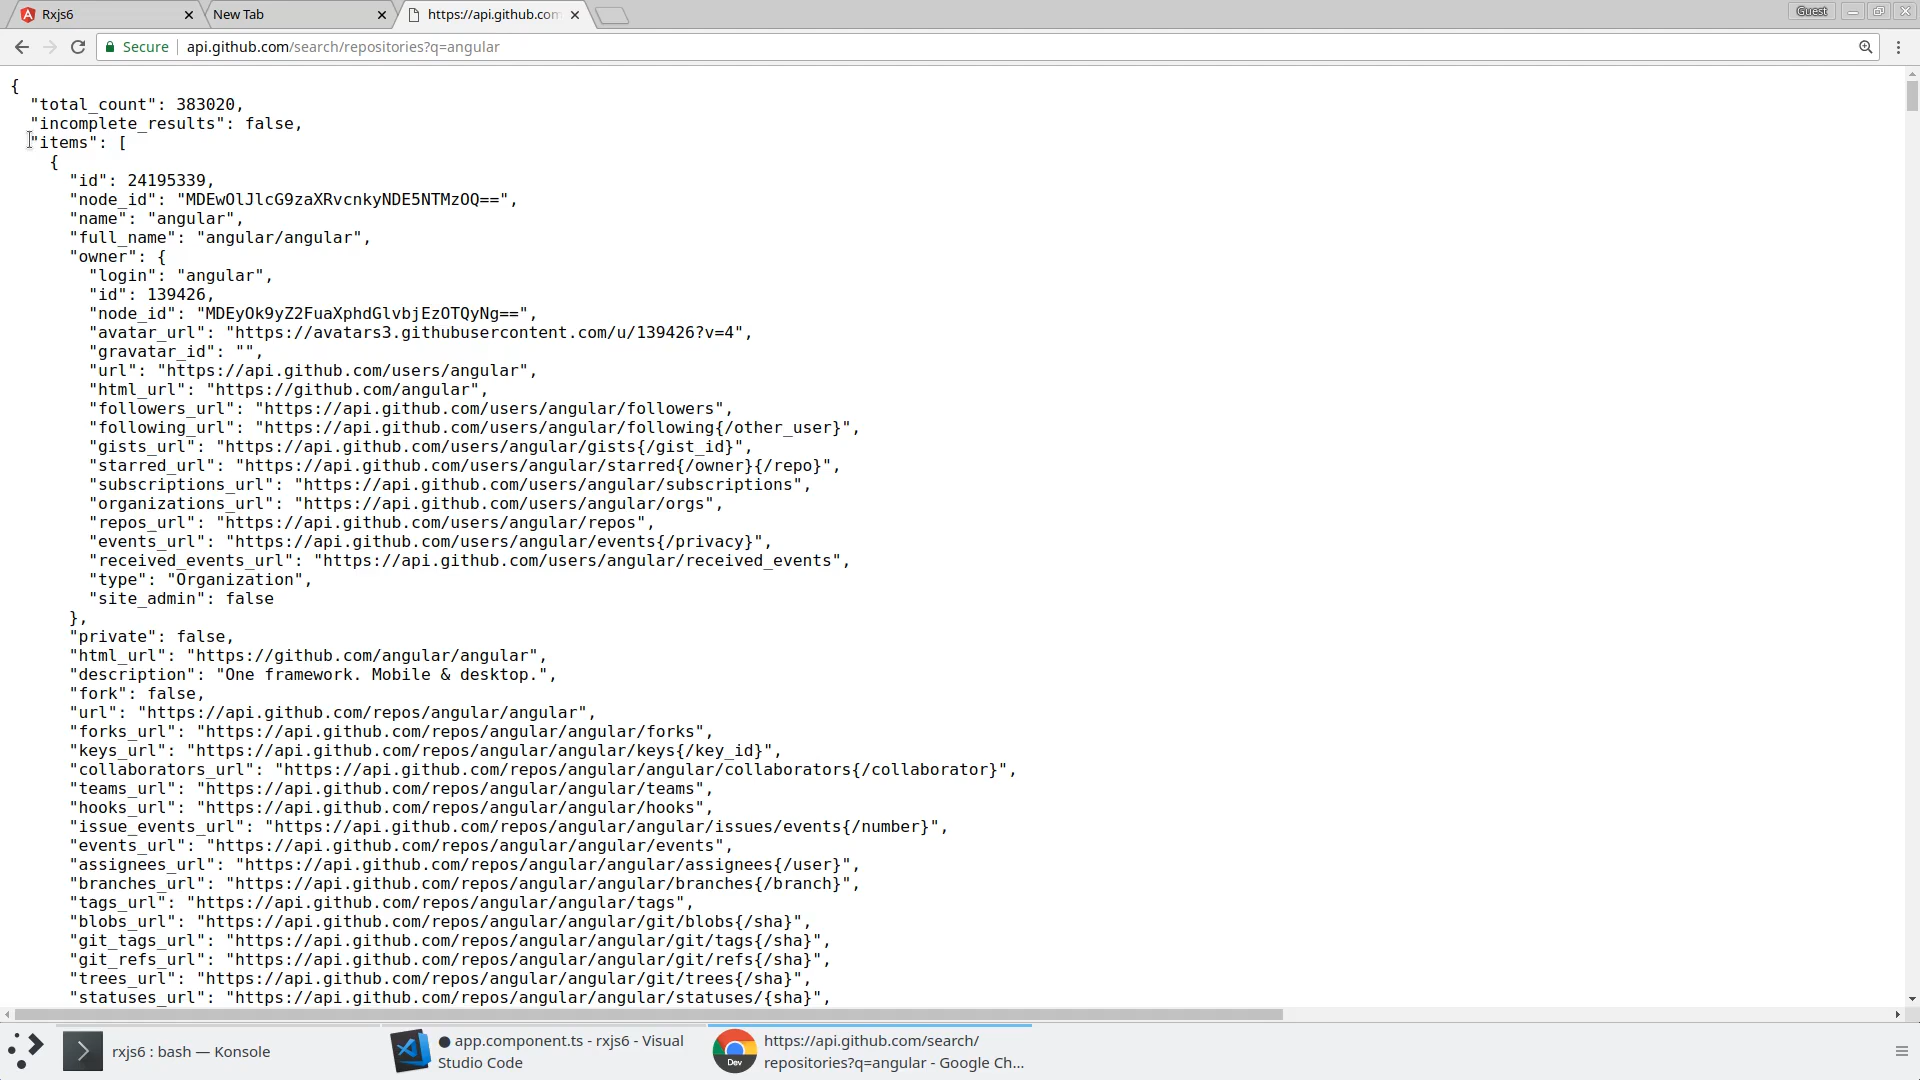 Rxjs6
New Tab
https://api.github.com
Guest
Secure
api.github.com/search/repositories?q=angular
{
"total_count": 383020,
"incomplete_results": false,
"items": [
{
"id": 24195339,
"node_id": "MDEwOlJlcG9zaXRvcnkyNDE5NTMzOQ==",
"name": "angular",
"full_name": "angular/angular",
"owner": {
"login": "angular",
"id": 139426,
"node_id": "MDEyOk9yZ2FuaXphdGlvbjEzOTQyNg==",
"avatar_url": "https://avatars3.githubusercontent.com/u/139426?v=4",
"gravatar_id": "",
"url": "https://api.github.com/users/angular",
"html_url": "https://github.com/angular",
"followers_url": "https://api.github.com/users/angular/followers",
"following_url": "https://api.github.com/users/angular/following{/other_user}",
"gists_url": "https://api.github.com/users/angular/gists{/gist_id}",
"starred_url": "https://api.github.com/users/angular/starred{/owner}{/repo}",
"subscriptions_url": "https://api.github.com/users/angular/subscriptions",
"organizations_url": "https://api.github.com/users/angular/orgs",
"repos_url": "https://api.github.com/users/angular/repos",
"events_url": "https://api.github.com/users/angular/events{/privacy}",
"received_events_url": "https://api.github.com/users/angular/received_events",
"type": "Organization",
"site_admin": false
},
"private": false,
"html_url": "https://github.com/angular/angular",
"description": "One framework. Mobile & desktop.",
"fork": false,
"url": "https://api.github.com/repos/angular/angular",
"forks_url": "https://api.github.com/repos/angular/angular/forks",
"keys_url": "https://api.github.com/repos/angular/angular/keys{/key_id}",
"collaborators_url": "https://api.github.com/repos/angular/angular/collaborators{/collaborator}",
"teams_url": "https://api.github.com/repos/angular/angular/teams",
"hooks_url": "https://api.github.com/repos/angular/angular/hooks",
"issue_events_url": "https://api.github.com/repos/angular/angular/issues/events{/number}",
"events_url": "https://api.github.com/repos/angular/angular/events",
"assignees_url": "https://api.github.com/repos/angular/angular/assignees{/user}",
"branches_url": "https://api.github.com/repos/angular/angular/branches{/branch}",
"tags_url": "https://api.github.com/repos/angular/angular/tags",
"blobs_url": "https://api.github.com/repos/angular/angular/git/blobs{/sha}",
"git_tags_url": "https://api.github.com/repos/angular/angular/git/tags{/sha}",
"git_refs_url": "https://api.github.com/repos/angular/angular/git/refs{/sha}",
"trees_url": "https://api.github.com/repos/angular/angular/git/trees{/sha}",
"statuses_url": "https://api.github.com/repos/angular/angular/statuses/{sha}",
rxjs6 : bash — Konsole
● app.component.ts - rxjs6 - Visual
Studio Code
Dev
https://api.github.com/search/
repositories?q=angular - Google Ch...